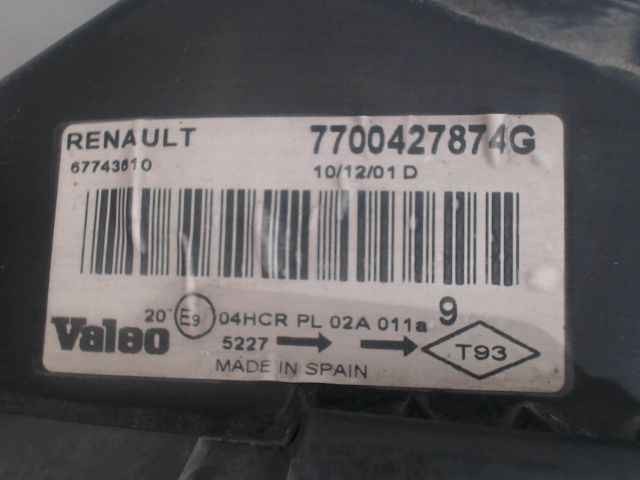 RENAULT 7700427874G
67743610 10/12/01 D
20 E9 04HCR PL 02A 011a 9
Valeo 5227 T93
MADE IN SPAIN